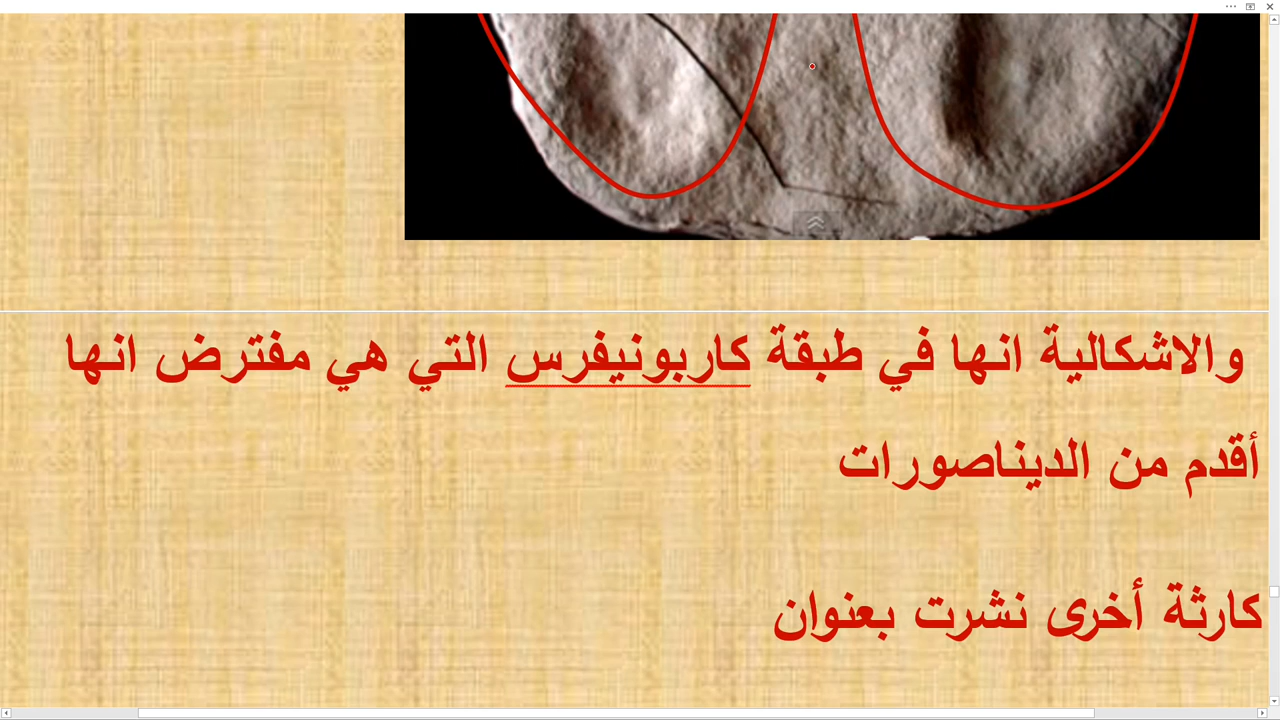 والاشكالية انها في طبقة كاربونيفرس التي هي مفترض انها
أقدم من الديناصورات
كارثة أخرى نشرت بعنوان